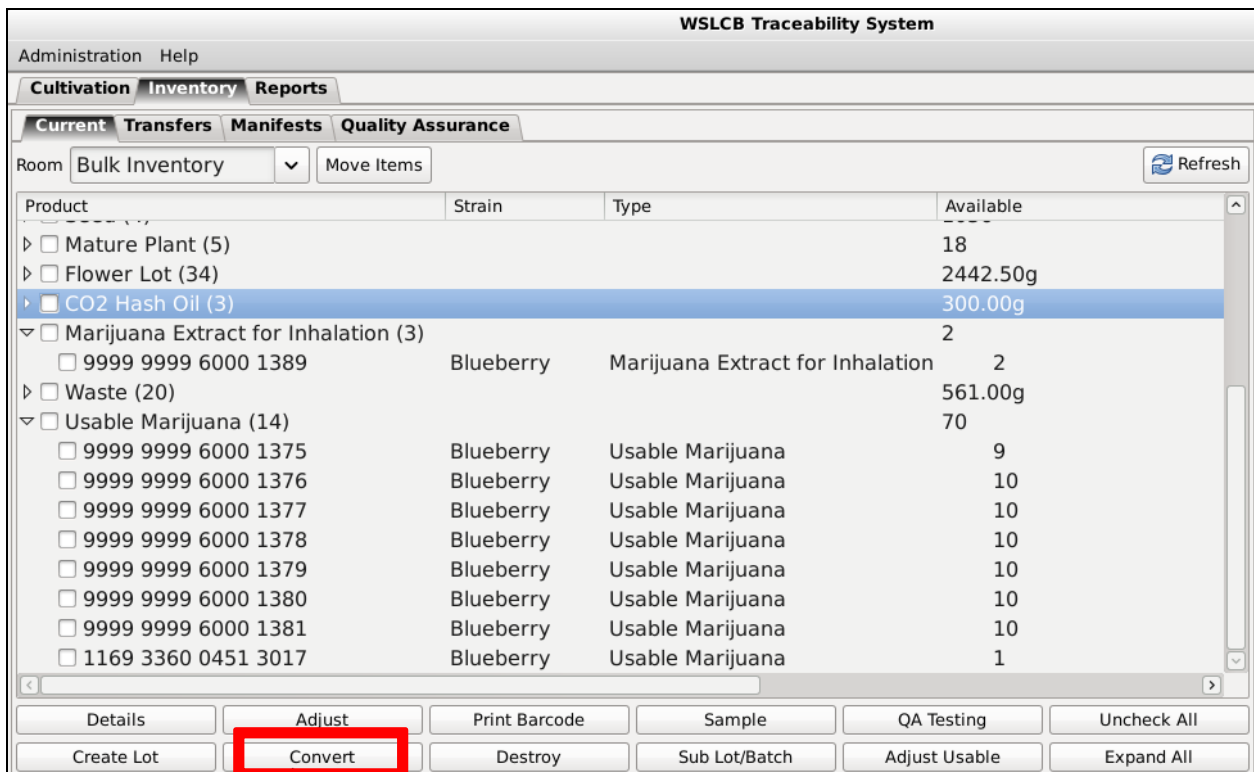 WSLCB Traceability System
Administration Help
Cultivation Inventory Reports
Current Transfers Manifests Quality Assurance
Room Bulk Inventory Move Items Refresh
Product Strain Type Available
Mature Plant (5) 18
Flower Lot (34) 2442.50g
CO2 Hash Oil (3) 300.00g
Marijuana Extract for Inhalation (3) 2
9999 9999 6000 1389 Blueberry Marijuana Extract for Inhalation 2
Waste (20) 561.00g
Usable Marijuana (14) 70
9999 9999 6000 1375 Blueberry Usable Marijuana 9
9999 9999 6000 1376 Blueberry Usable Marijuana 10
9999 9999 6000 1377 Blueberry Usable Marijuana 10
9999 9999 6000 1378 Blueberry Usable Marijuana 10
9999 9999 6000 1379 Blueberry Usable Marijuana 10
9999 9999 6000 1380 Blueberry Usable Marijuana 10
9999 9999 6000 1381 Blueberry Usable Marijuana 10
1169 3360 0451 3017 Blueberry Usable Marijuana 1
Details Adjust Print Barcode Sample QA Testing Uncheck All
Create Lot Convert Destroy Sub Lot/Batch Adjust Usable Expand All